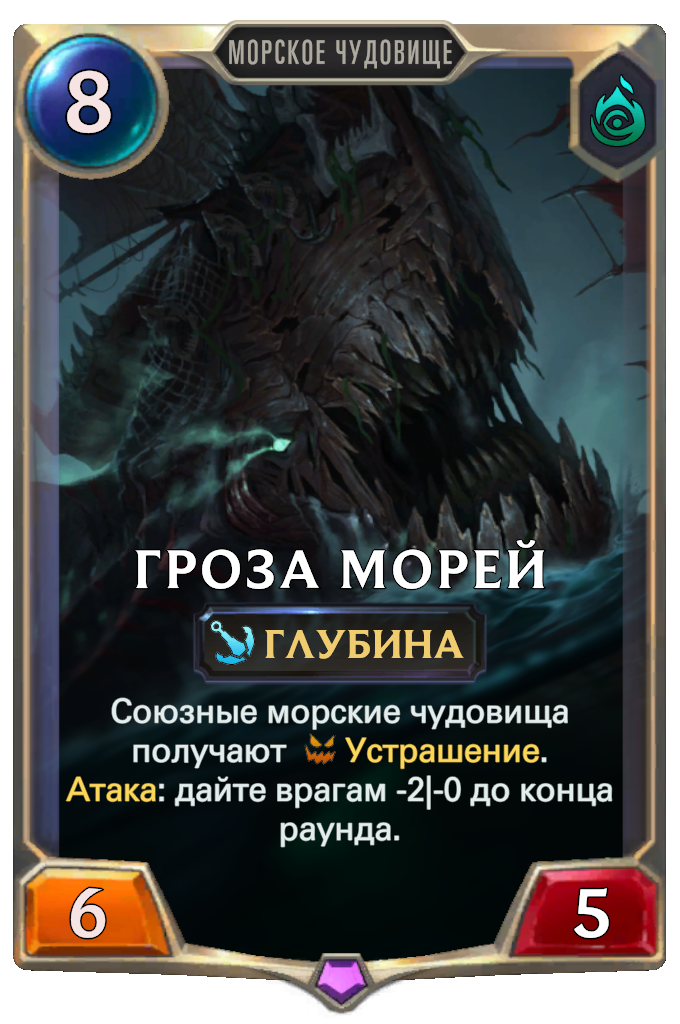 МОРСКОЕ ЧУДОВИЩЕ
8
ГРОЗА МОРЕЙ
ГЛУБИНА
Союзные морские чудовища
получают Устрашение.
Атака: дайте врагам -2|-0 до конца
раунда.
6
5